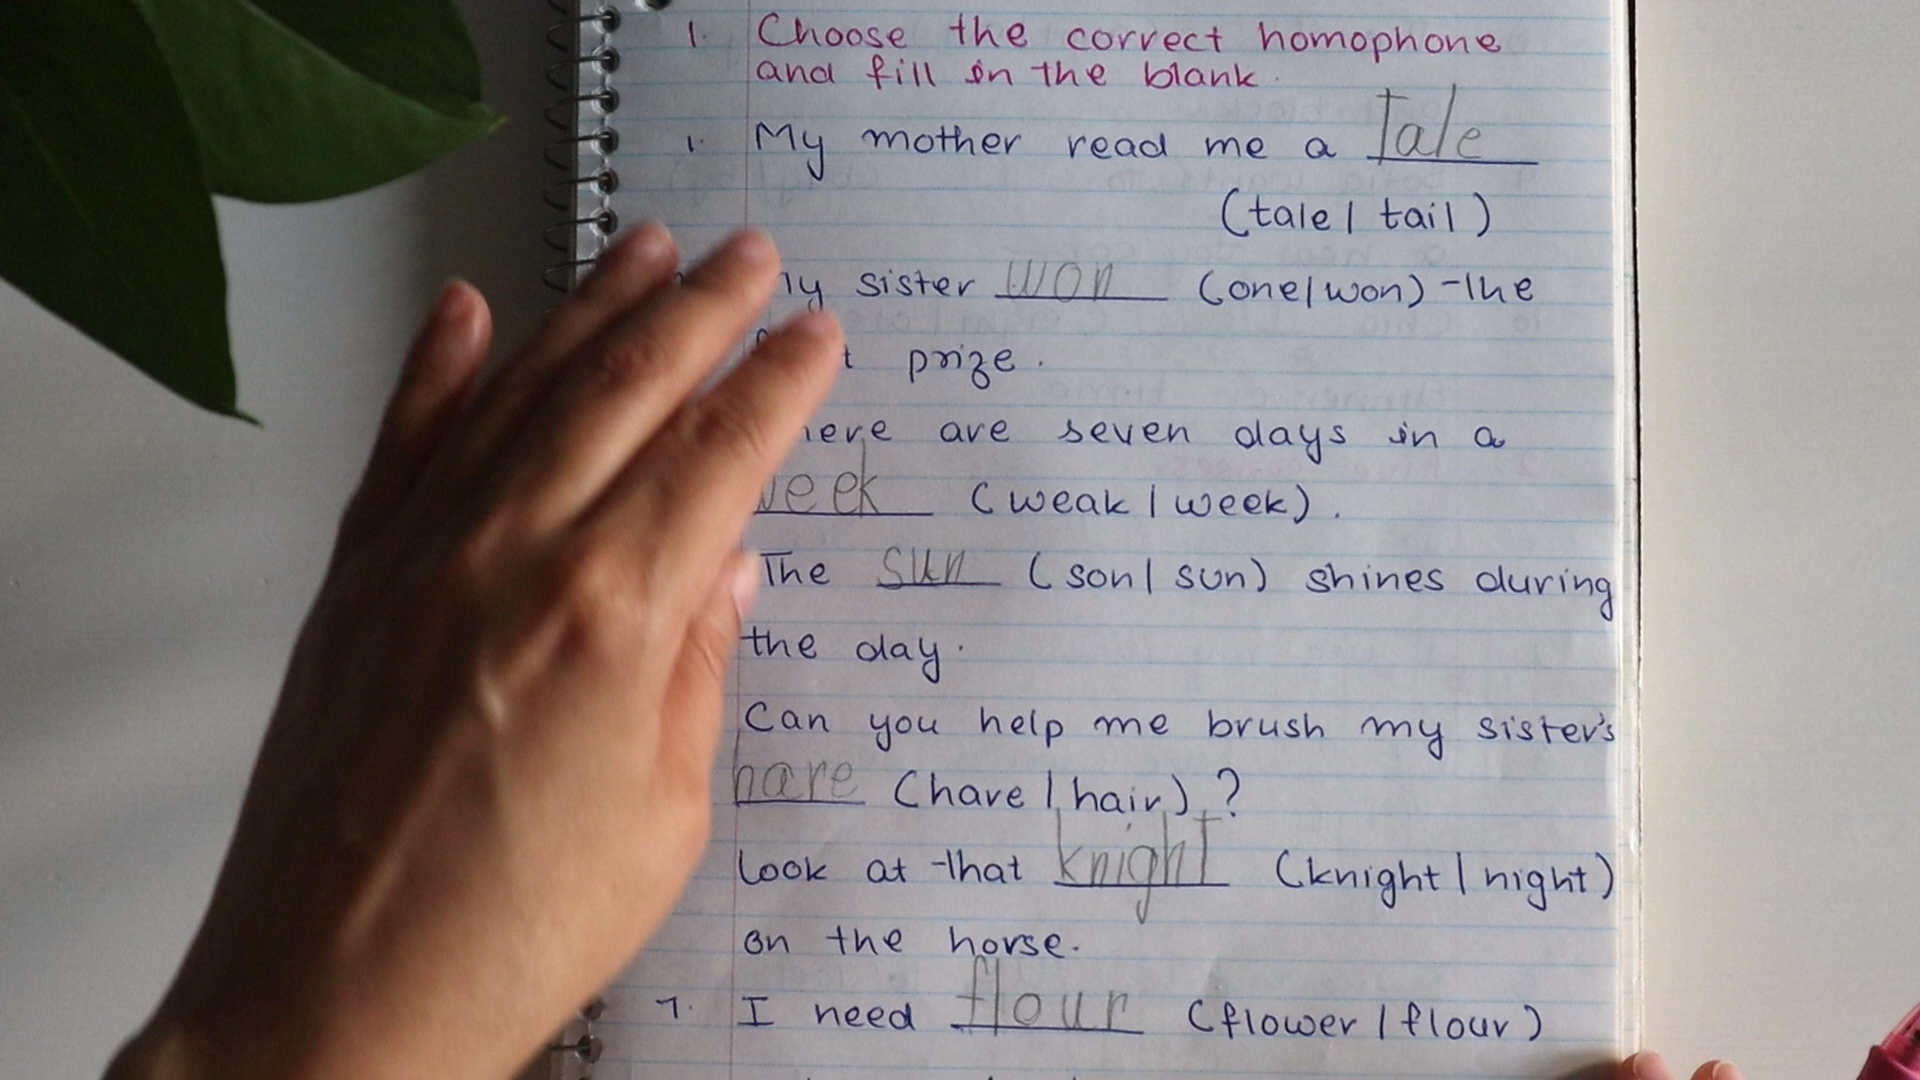 1. Choose the correct homophone
and fill in the blank.
1. My mother read me a Tale
(tale / tail)
sister won (one/won) the
prize.
are seven days in a
(weak / week).
The sun (son/ sun) shines during
the day.
Can you help me brush my sister's
hare (hare / hair)?
Look at that knight (knight / night)
on the horse.
7. I need flour (flower / flour)